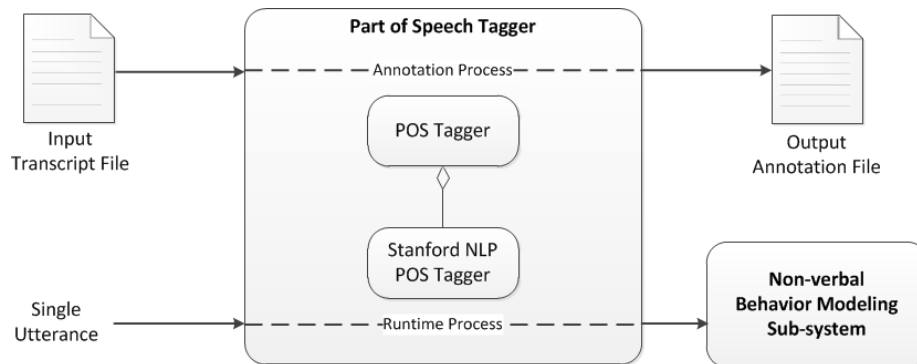 Part of Speech Tagger
Annotation Process
Input
Transcript File
POS Tagger
Output
Annotation File
Stanford NLP
POS Tagger
Single
Utterance
Runtime Process
Non-verbal
Behavior Modeling
Sub-system